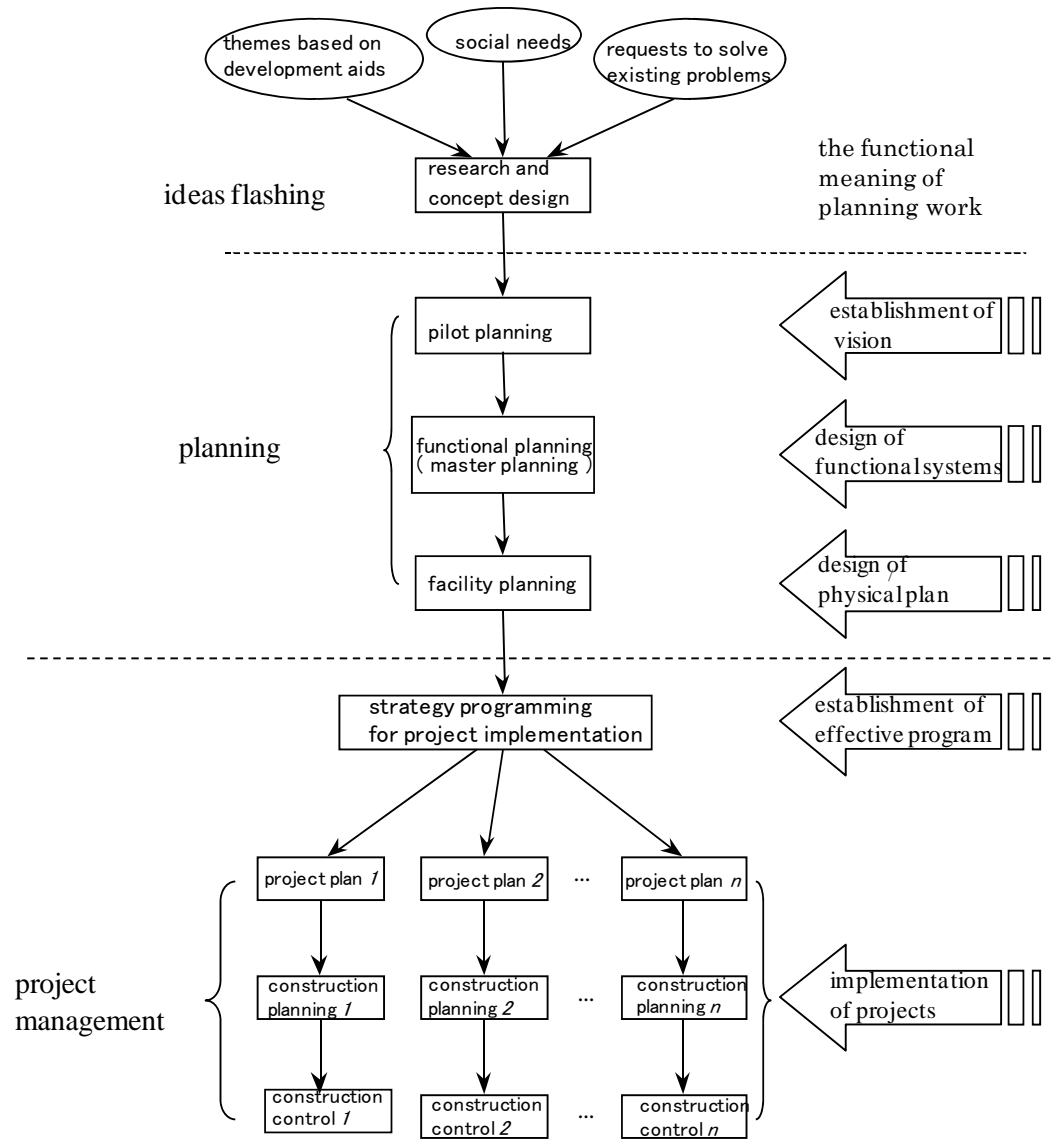 themes based on
development aids
social needs
requests to solve
existing problems
ideas flashing
research and
concept design
the functional
meaning of
planning work
pilot planning
establishment of
vision
planning
functional planning
( master planning )
design of
functional systems
facility planning
design of
physical plan
strategy programming
for project implementation
establishment of
effective program
project plan 1
project plan 2
...
project plan n
project
management
construction
planning 1
construction
planning 2
...
construction
planning n
implementation
of projects
construction
control 1
construction
control 2
...
construction
control n